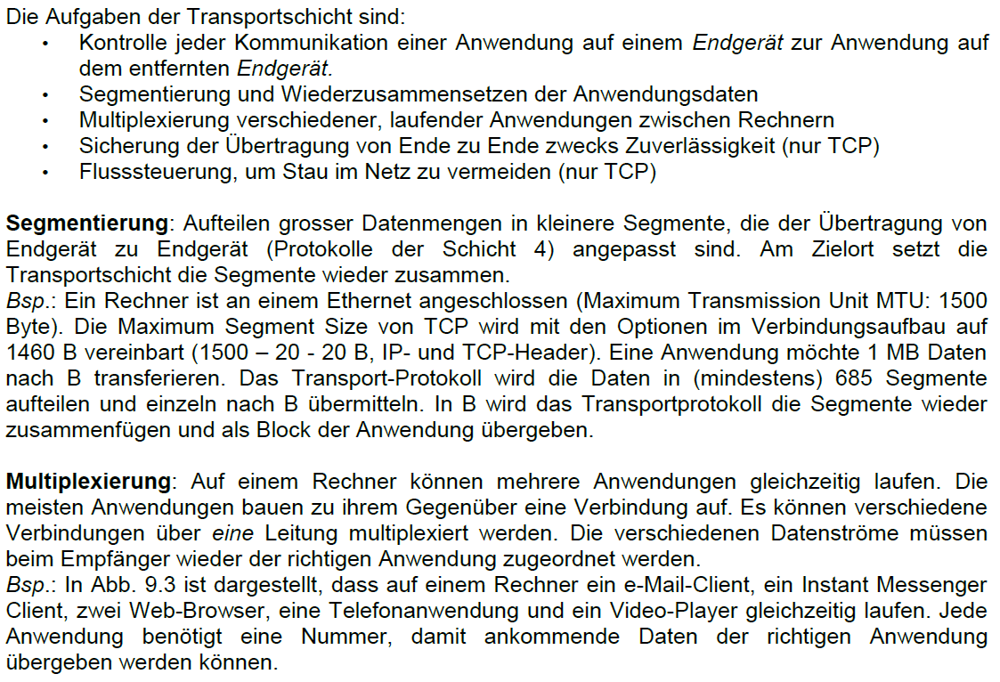 Die Aufgaben der Transportschicht sind:
• Kontrolle jeder Kommunikation einer Anwendung auf einem Endgerät zur Anwendung auf
dem entfernten Endgerät.
• Segmentierung und Wiederzusammensetzen der Anwendungsdaten
• Multiplexierung verschiedener, laufender Anwendungen zwischen Rechnern
• Sicherung der Übertragung von Ende zu Ende zwecks Zuverlässigkeit (nur TCP)
• Flusssteuerung, um Stau im Netz zu vermeiden (nur TCP)
Segmentierung: Aufteilen grosser Datenmengen in kleinere Segmente, die der Übertragung von
Endgerät zu Endgerät (Protokolle der Schicht 4) angepasst sind. Am Zielort setzt die
Transportschicht die Segmente wieder zusammen.
Bsp.: Ein Rechner ist an einem Ethernet angeschlossen (Maximum Transmission Unit MTU: 1500
Byte). Die Maximum Segment Size von TCP wird mit den Optionen im Verbindungsaufbau auf
1460 B vereinbart (1500 – 20 - 20 B, IP- und TCP-Header). Eine Anwendung möchte 1 MB Daten
nach B transferieren. Das Transport-Protokoll wird die Daten in (mindestens) 685 Segmente
aufteilen und einzeln nach B übermitteln. In B wird das Transportprotokoll die Segmente wieder
zusammenfügen und als Block der Anwendung übergeben.
Multiplexierung: Auf einem Rechner können mehrere Anwendungen gleichzeitig laufen. Die
meisten Anwendungen bauen zu ihrem Gegenüber eine Verbindung auf. Es können verschiedene
Verbindungen über eine Leitung multiplexiert werden. Die verschiedenen Datenströme müssen
beim Empfänger wieder der richtigen Anwendung zugeordnet werden.
Bsp.: In Abb. 9.3 ist dargestellt, dass auf einem Rechner ein e-Mail-Client, ein Instant Messenger
Client, zwei Web-Browser, eine Telefonanwendung und ein Video-Player gleichzeitig laufen. Jede
Anwendung benötigt eine Nummer, damit ankommende Daten der richtigen Anwendung
übergeben werden können.